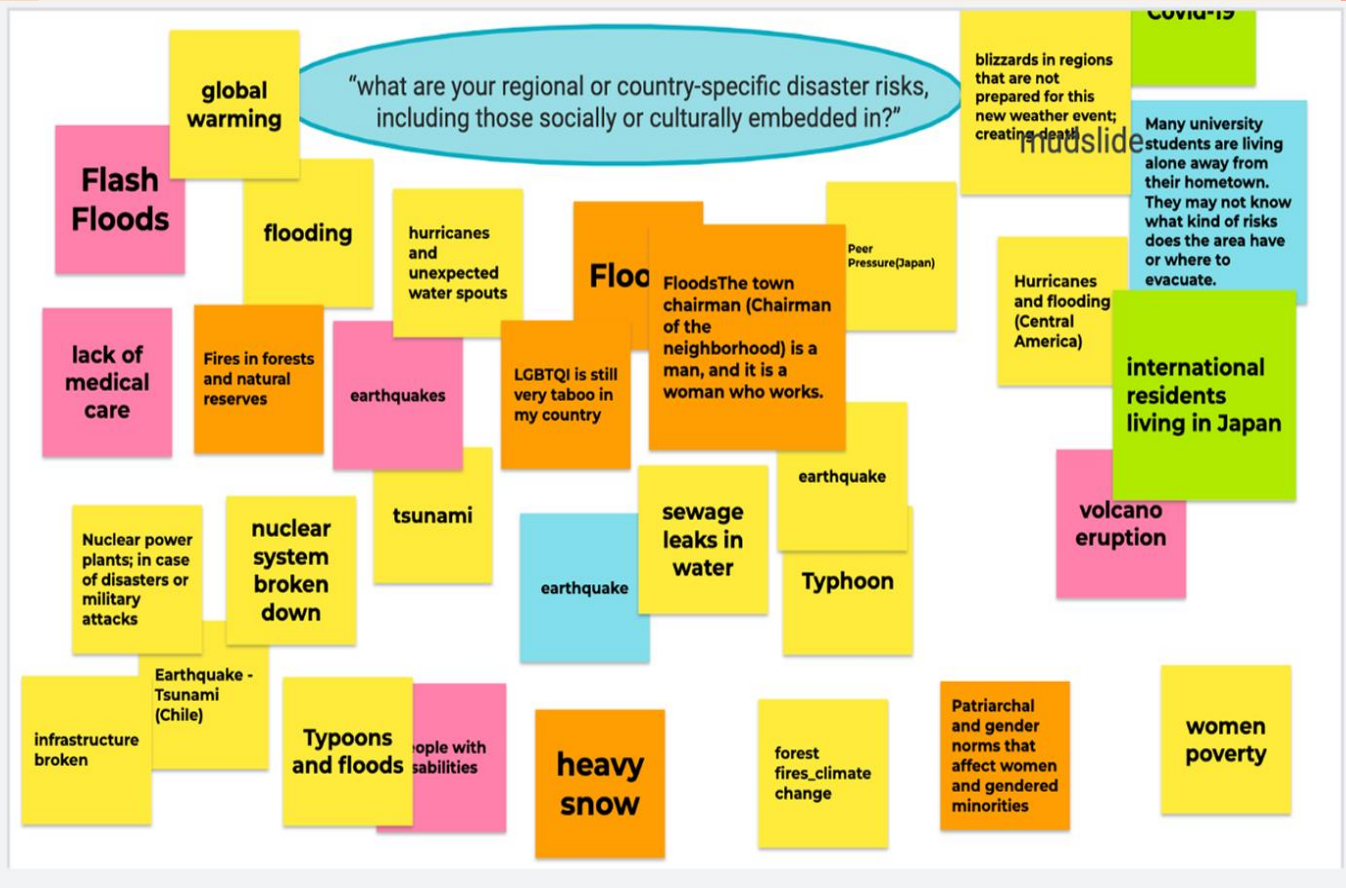 Covid-19
global
warming
"what are your regional or country-specific disaster risks,
including those socially or culturally embedded in?"
blizzards in regions
that are not
prepared for this
new weather event;
creating death
mudslide
Many university
students are living
alone away from
their hometown.
They may not know
what kind of risks
does the area have
or where to
evacuate.
Flash
Floods
flooding
hurricanes
and
unexpected
water spouts
Floo
FloodsThe town
chairman (Chairman
of the
neighborhood) is a
man, and it is a
woman who works.
Peer
Pressure(Japan)
Hurricanes
and flooding
(Central
America)
lack of
medical
care
Fires in forests
and natural
reserves
earthquakes
LGBTQI is still
very taboo in
my country
international
residents
living in Japan
tsunami
earthquake
sewage
leaks in
water
earthquake
Typhoon
volcano
eruption
Nuclear power
plants; in case
of disasters or
military
attacks
nuclear
system
broken
down
Earthquake -
Tsunami
(Chile)
infrastructure
broken
Typoons
and floods
eople with
sabilities
heavy
snow
forest
fires_climate
change
Patriarchal
and gender
norms that
affect women
and gendered
minorities
women
poverty